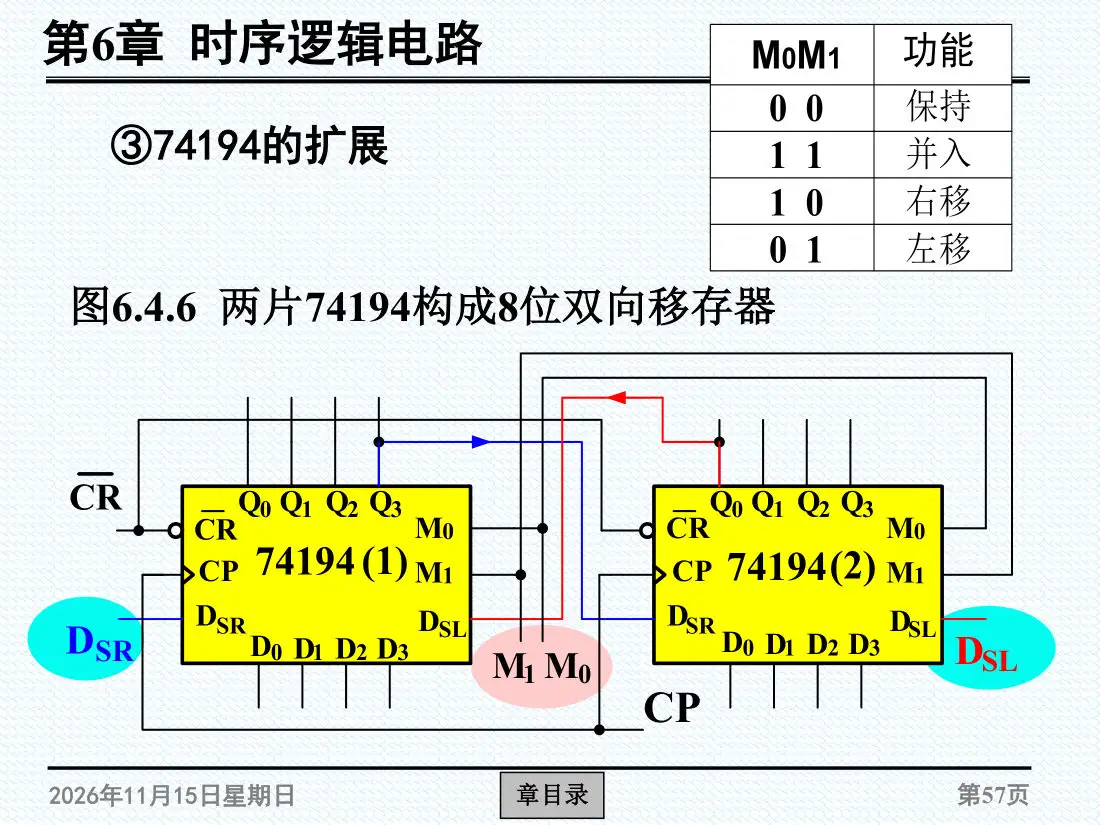 第6章 时序逻辑电路
M0M1 功能
0 0 保持
1 1 并入
1 0 右移
0 1 左移
③74194的扩展
图6.4.6 两片74194构成8位双向移存器
C̅R̅
Q0 Q1 Q2 Q3
C̅R̅ M0
74194 (1)
CP M1
DSR DSL
D0 D1 D2 D3
DSR
M1 M0
Q0 Q1 Q2 Q3
C̅R̅ M0
74194 (2)
CP M1
DSR DSL
D0 D1 D2 D3
DSL
CP
2026年11月15日星期日
章目录
第57页